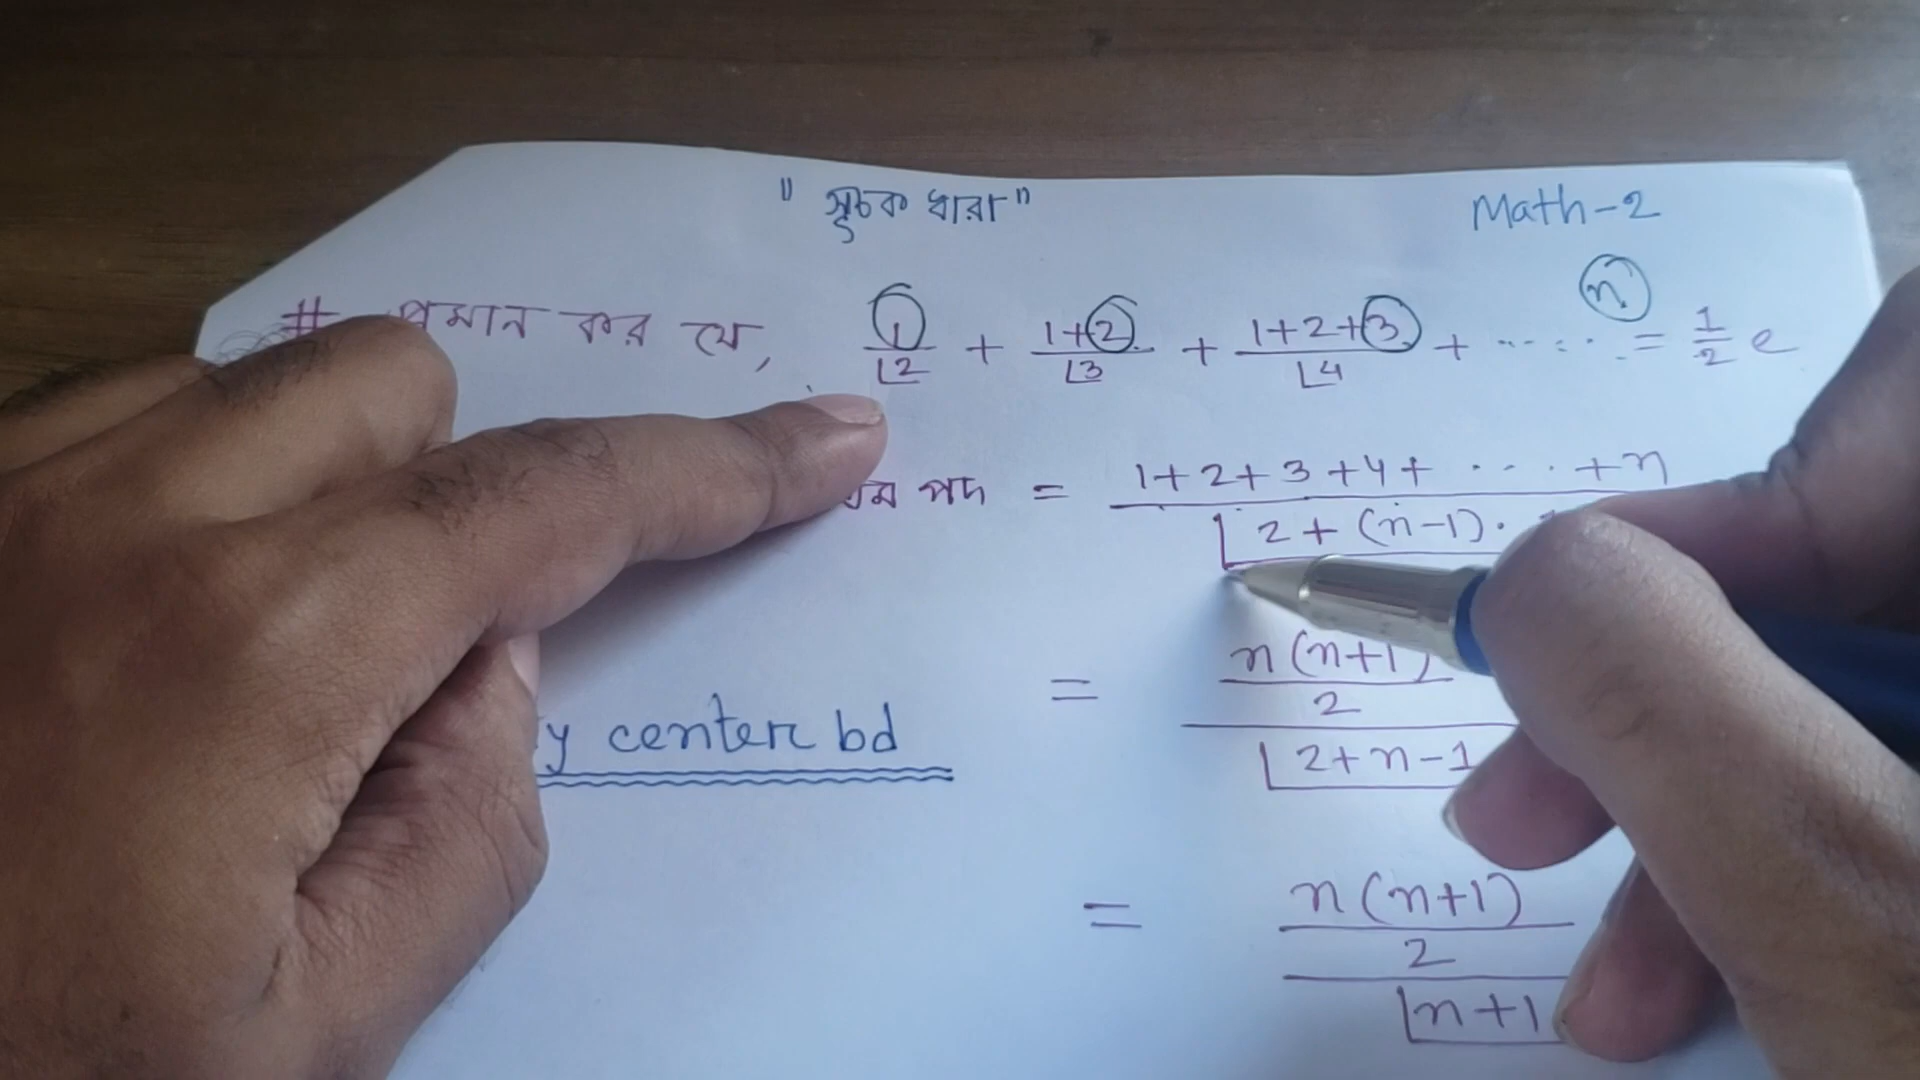 " সূচক ধারা"
Math-2
# প্রমান কর যে, 1/⌊2 + 1+2/⌊3 + 1+2+3/⌊4 + ...... = 1/2 e
n
তম পদ = 1+2+3+4+ .... +n / ⌊2+(n-1).
= n(n+1)/2 / ⌊2+n-1
y center bd
= n(n+1)/2 / ⌊n+1